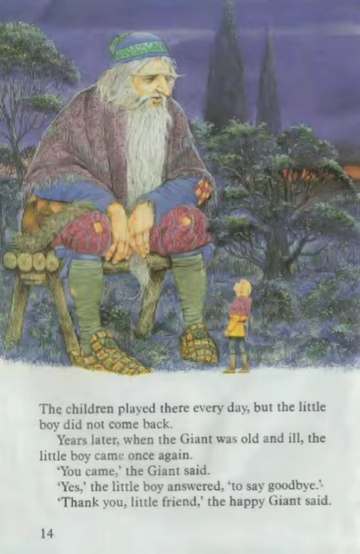 The children played there every day, but the little
boy did not come back.
Years later, when the Giant was old and ill, the
little boy came once again.
'You came,' the Giant said.
'Yes,' the little boy answered, 'to say goodbye.'
'Thank you, little friend,' the happy Giant said.
14